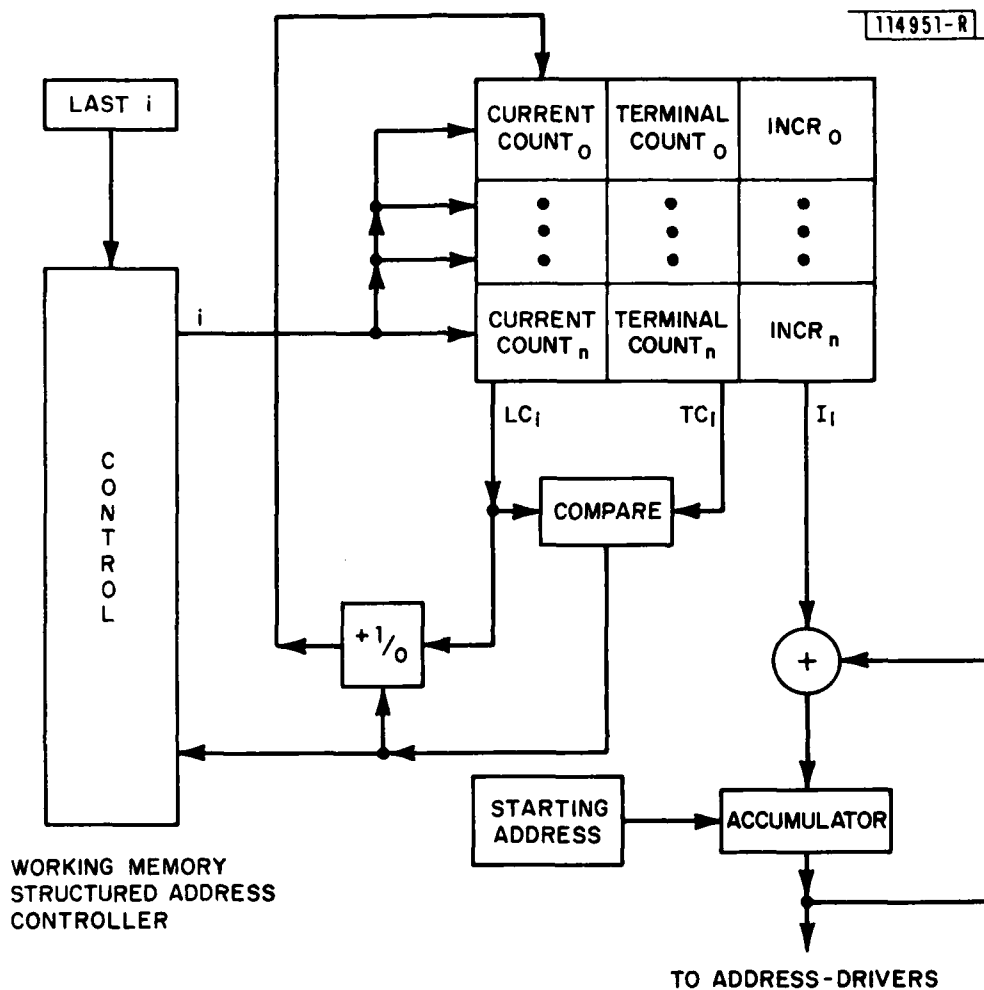 114951-R
LAST i
CURRENT COUNT₀
TERMINAL COUNT₀
INCR₀
i
CURRENT COUNTₙ
TERMINAL COUNTₙ
INCRₙ
LCᵢ
TCᵢ
Iᵢ
CONTROL
COMPARE
+1/0
+
STARTING
ADDRESS
ACCUMULATOR
WORKING MEMORY
STRUCTURED ADDRESS
CONTROLLER
TO ADDRESS-DRIVERS